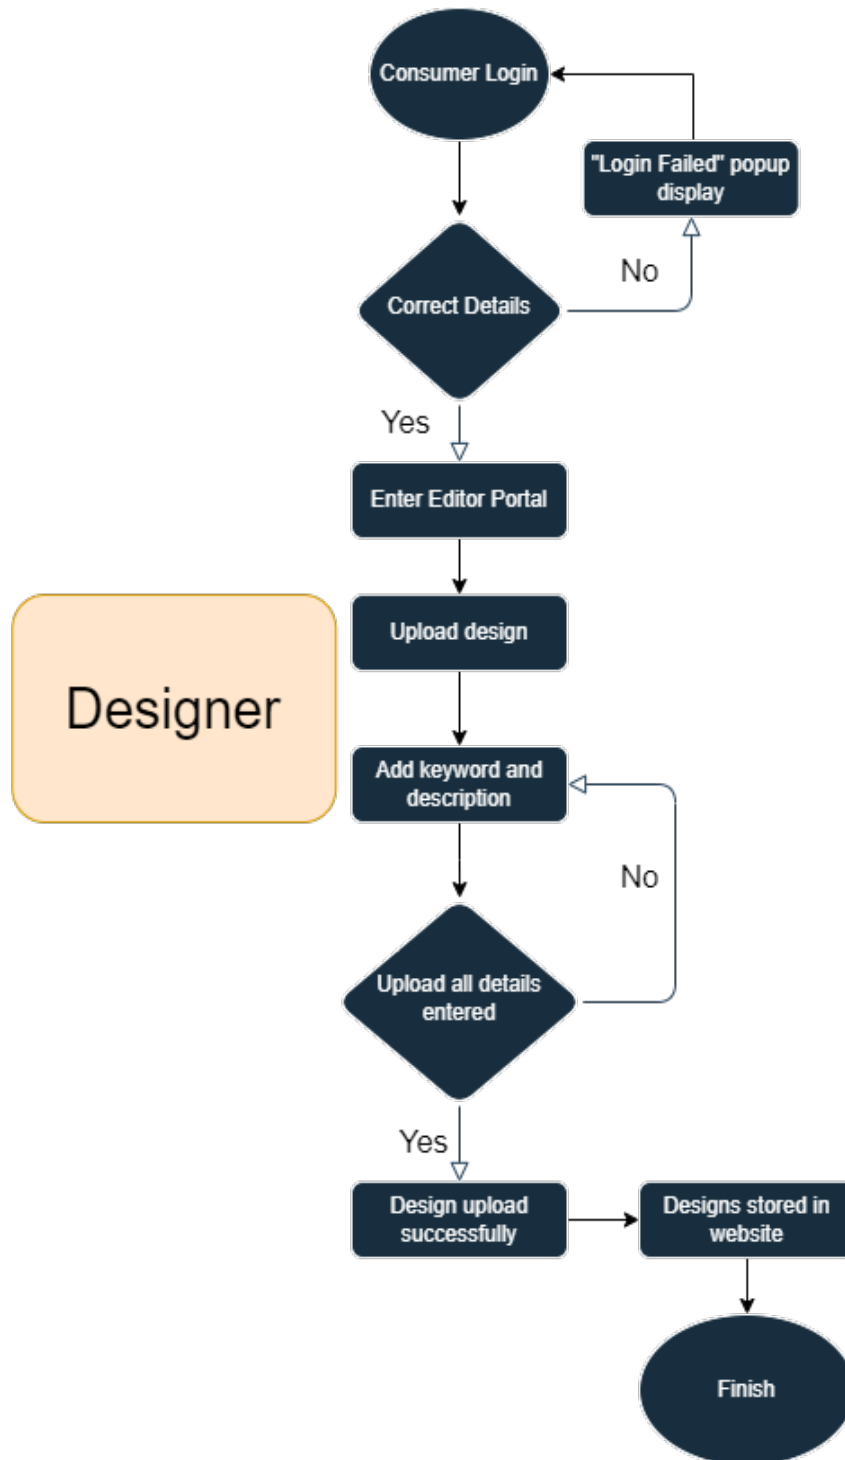 Consumer Login
"Login Failed" popup
display
No
Correct Details
Yes
Enter Editor Portal
Upload design
Designer
Add keyword and
description
No
Upload all details
entered
Yes
Design upload
successfully
Designs stored in
website
Finish